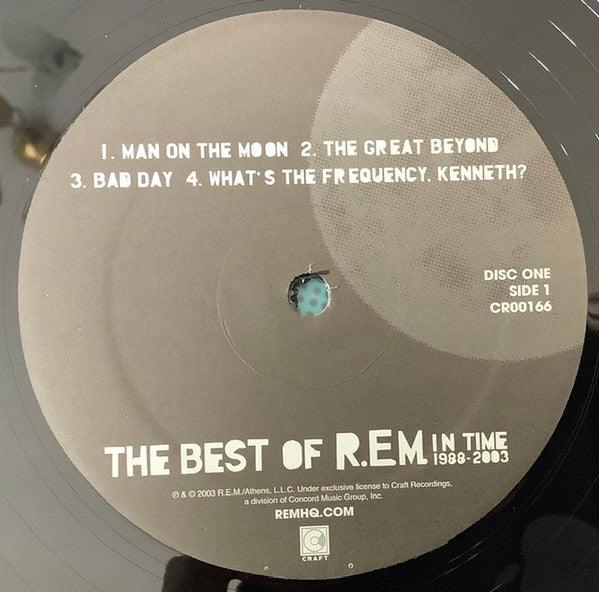 1. MAN ON THE MOON 2. THE GREAT BEYOND
3. BAD DAY 4. WHAT'S THE FREQUENCY, KENNETH?
DISC ONE
SIDE 1
CR00166
THE BEST OF R.E.M. IN TIME
1988-2003
℗ & © 2003 R.E.M./Athens, L.L.C. Under exclusive license to Craft Recordings,
a division of Concord Music Group, Inc.
REMHQ.COM
CRAFT